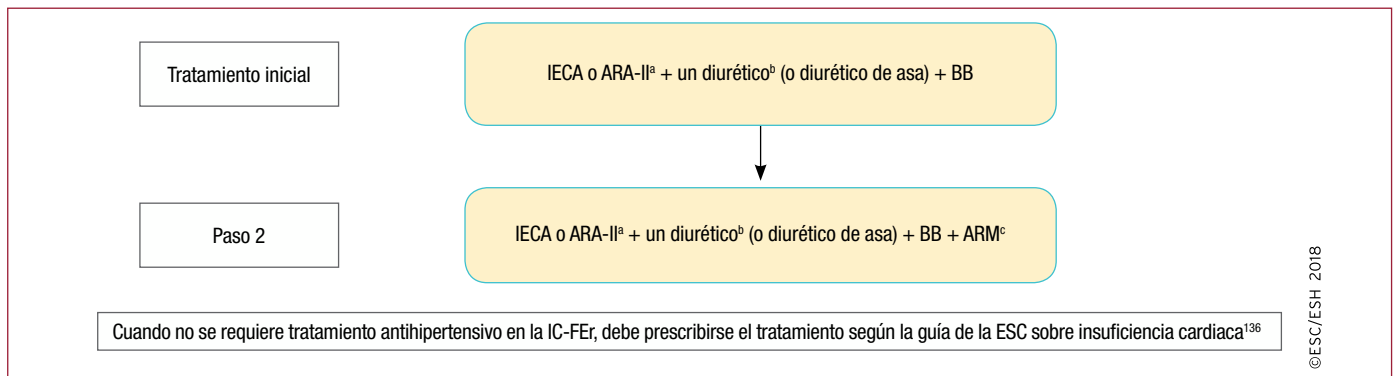 Tratamiento inicial
IECA o ARA-IIᵃ + un diuréticoᵇ (o diurético de asa) + BB
Paso 2
IECA o ARA-IIᵃ + un diuréticoᵇ (o diurético de asa) + BB + ARMᶜ
Cuando no se requiere tratamiento antihipertensivo en la IC-FEr, debe prescribirse el tratamiento según la guía de la ESC sobre insuficiencia cardiaca¹³⁶
©ESC/ESH 2018